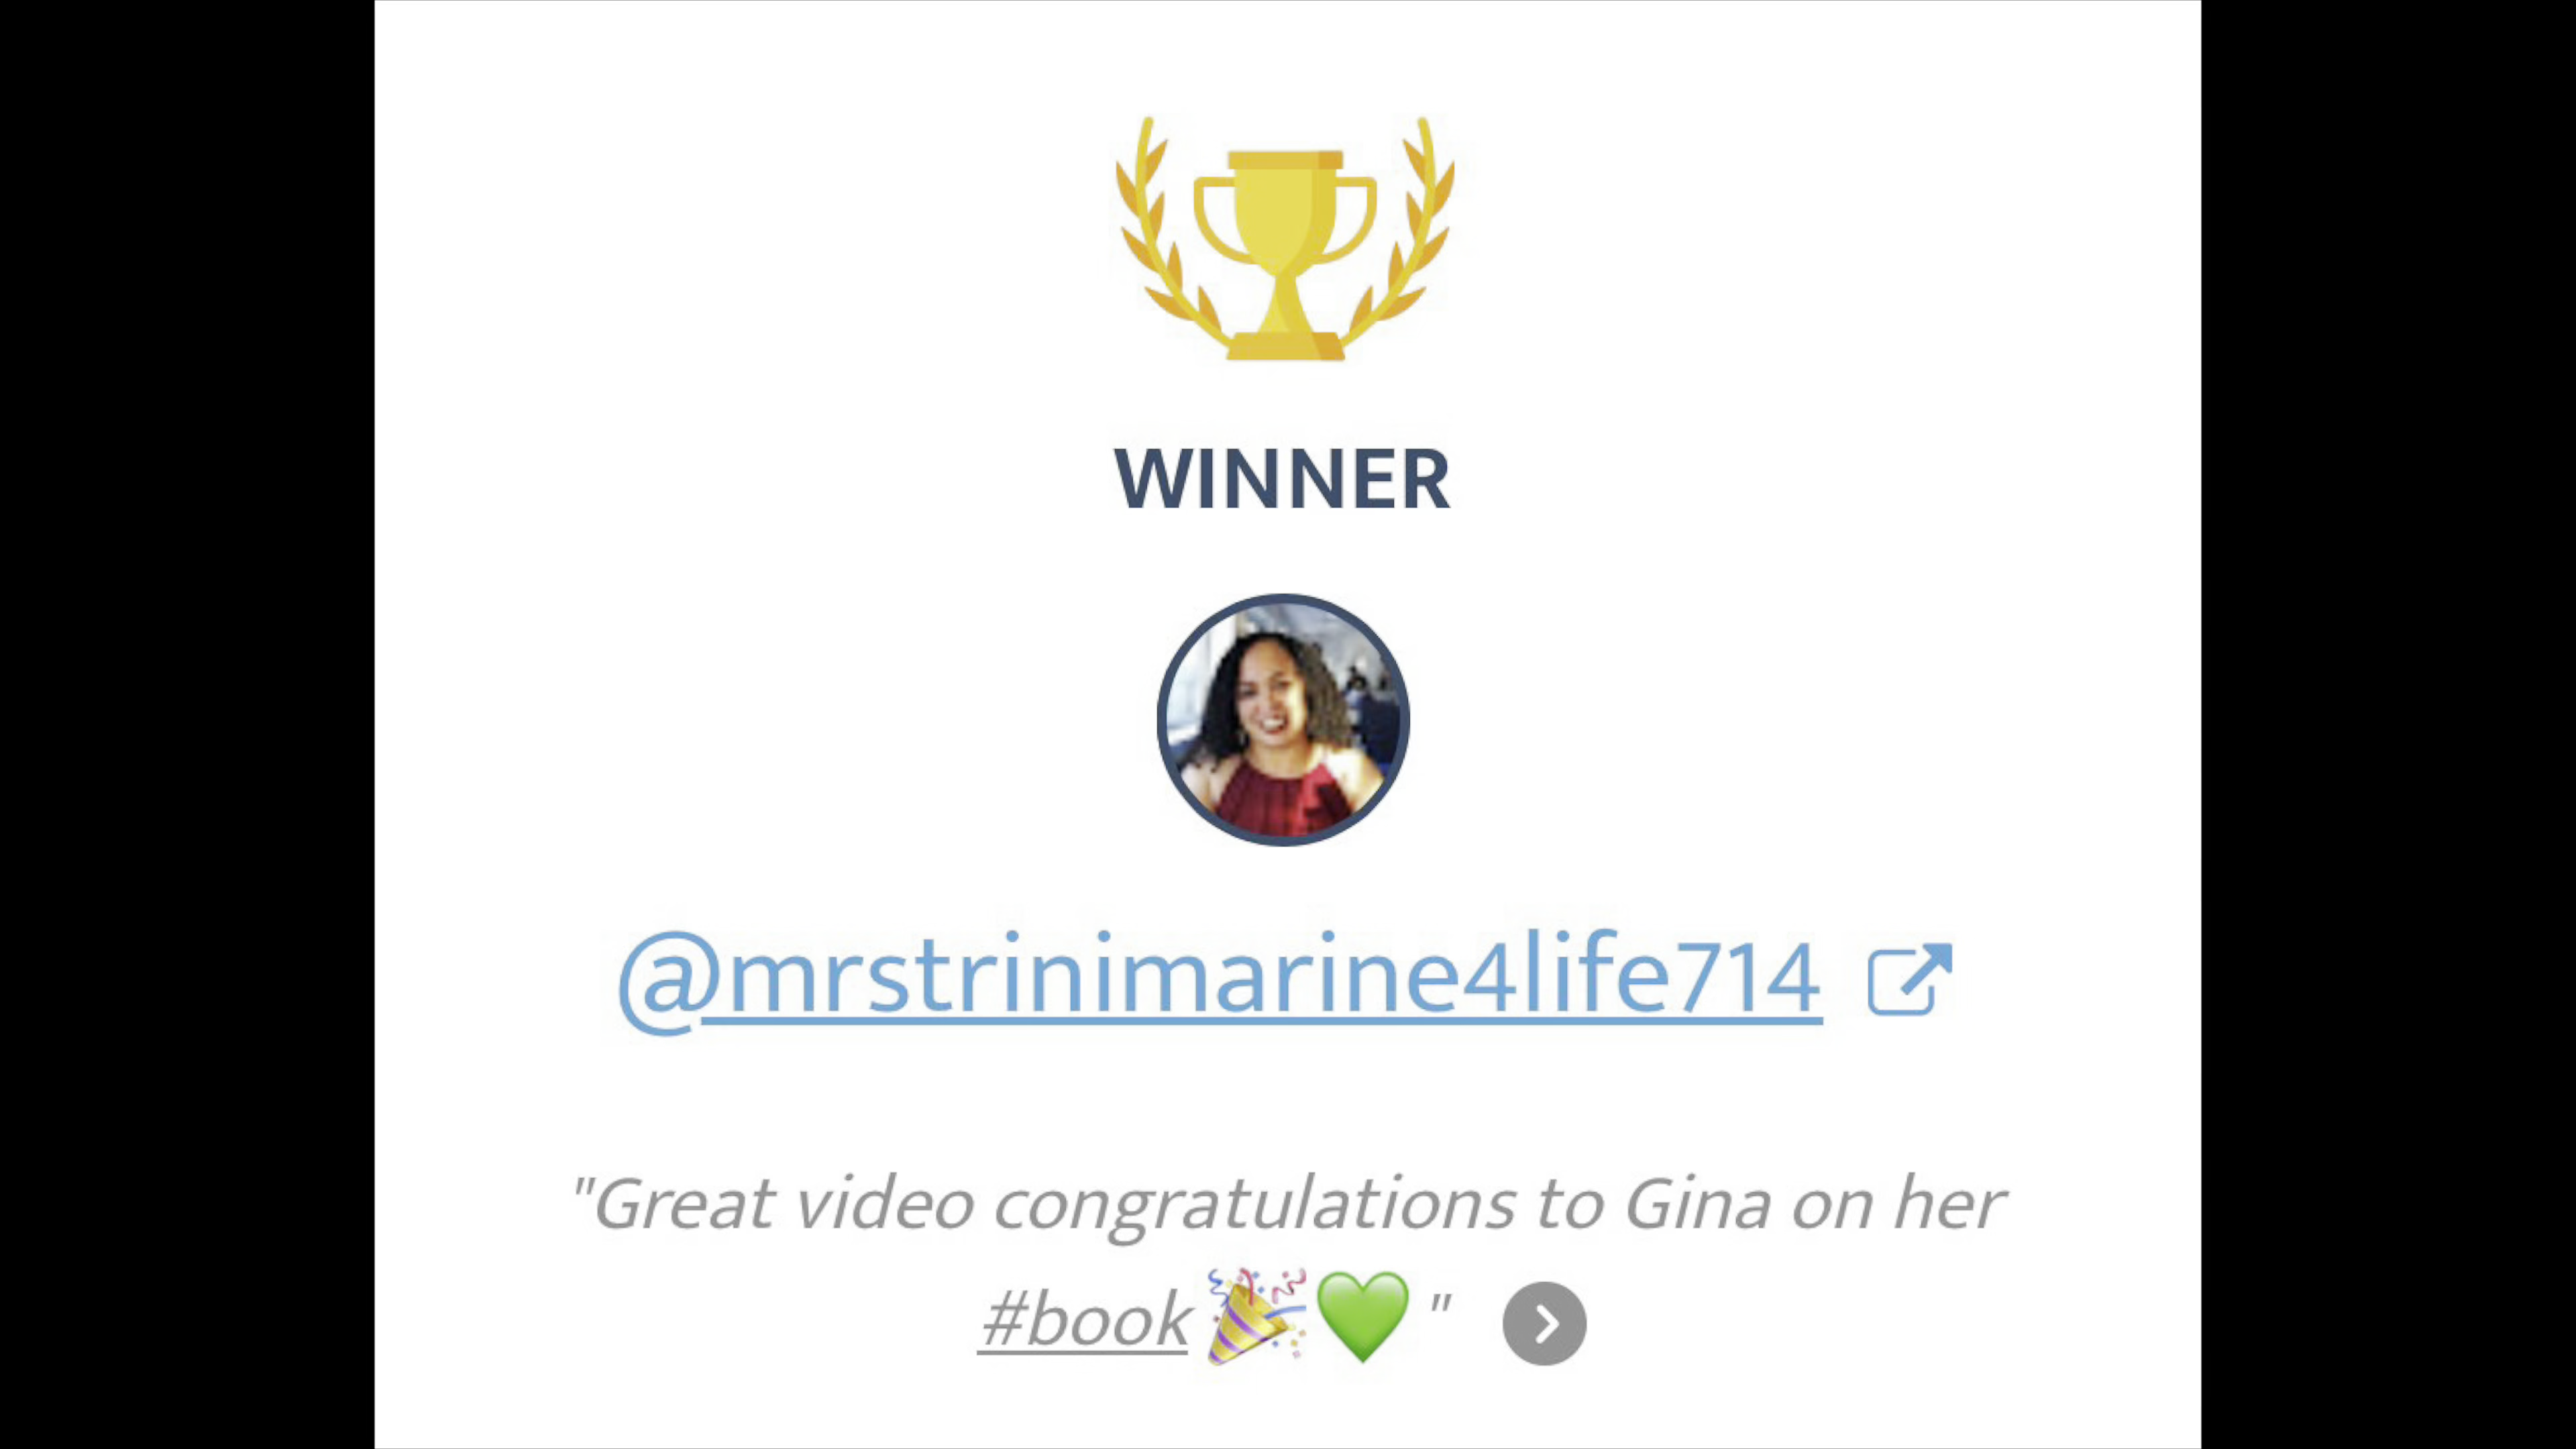 WINNER
@mrstrinimarine4life714
"Great video congratulations to Gina on her
#book🎉💚 "